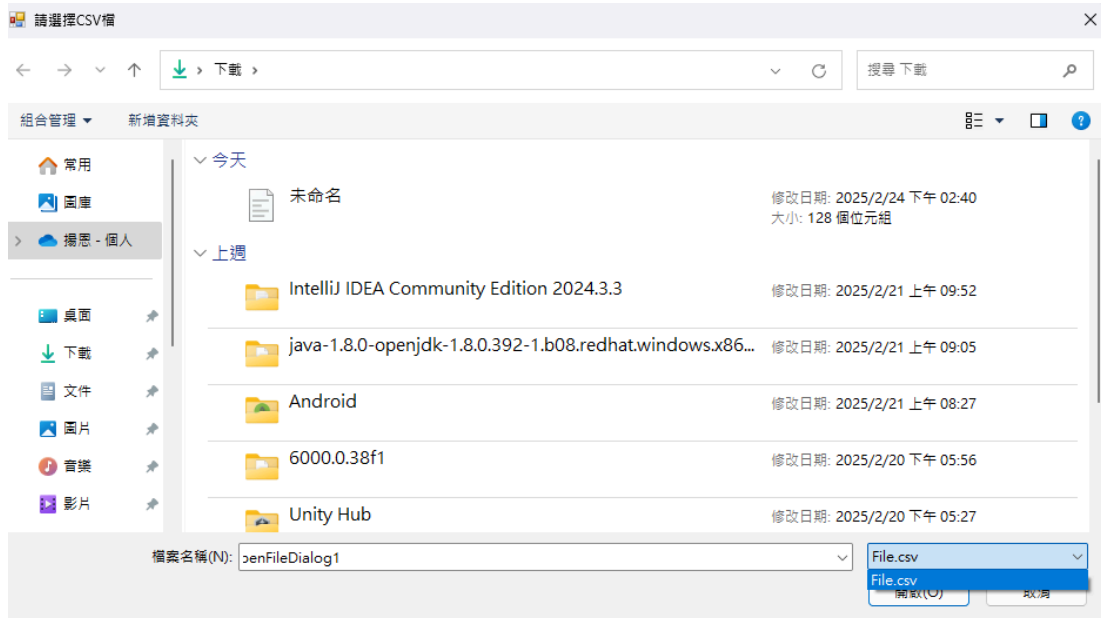 請選擇CSV檔
下載
搜尋 下載
組合管理
新增資料夾
常用
圖庫
揚恩 - 個人
桌面
下載
文件
圖片
音樂
影片
今天
未命名
修改日期: 2025/2/24 下午 02:40
大小: 128 個位元組
上週
IntelliJ IDEA Community Edition 2024.3.3
修改日期: 2025/2/21 上午 09:52
java-1.8.0-openjdk-1.8.0.392-1.b08.redhat.windows.x86...
修改日期: 2025/2/21 上午 09:05
Android
修改日期: 2025/2/21 上午 08:27
6000.0.38f1
修改日期: 2025/2/20 下午 05:56
Unity Hub
修改日期: 2025/2/20 下午 05:27
檔案名稱(N):
penFileDialog1
File.csv
File.csv
開啟(O)
取消